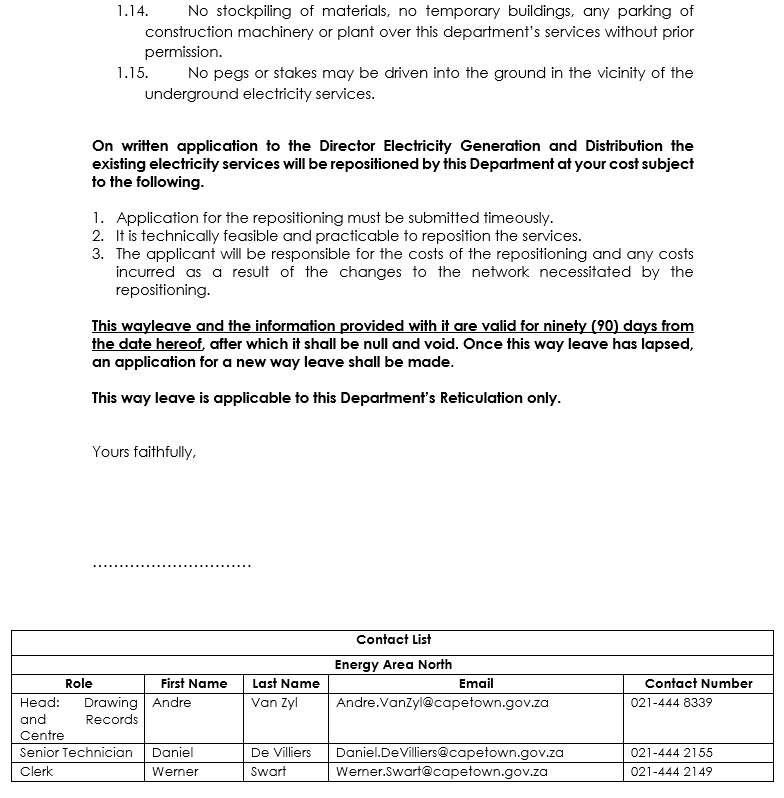 1.14. No stockpiling of materials, no temporary buildings, any parking of
construction machinery or plant over this department's services without prior
permission.
1.15. No pegs or stakes may be driven into the ground in the vicinity of the
underground electricity services.
On written application to the Director Electricity Generation and Distribution the
existing electricity services will be repositioned by this Department at your cost subject
to the following.
1. Application for the repositioning must be submitted timeously.
2. It is technically feasible and practicable to reposition the services.
3. The applicant will be responsible for the costs of the repositioning and any costs
incurred as a result of the changes to the network necessitated by the
repositioning.
This wayleave and the information provided with it are valid for ninety (90) days from
the date hereof, after which it shall be null and void. Once this way leave has lapsed,
an application for a new way leave shall be made.
This way leave is applicable to this Department's Reticulation only.
Yours faithfully,
..............................
Contact List
Energy Area North
Role First Name Last Name Email Contact Number
Head: Drawing Andre Van Zyl Andre.VanZyl@capetown.gov.za 021-444 8339
and Records
Centre
Senior Technician Daniel De Villiers Daniel.DeVilliers@capetown.gov.za 021-444 2155
Clerk Werner Swart Werner.Swart@capetown.gov.za 021-444 2149